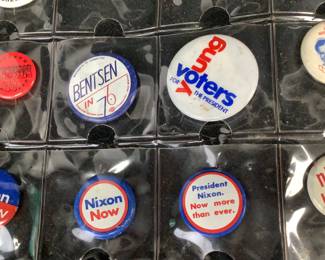 BENTSEN
IN 76
young
voters
FOR
THE PRESIDENT
Nixon
Now
President
Nixon.
Now more
than ever.